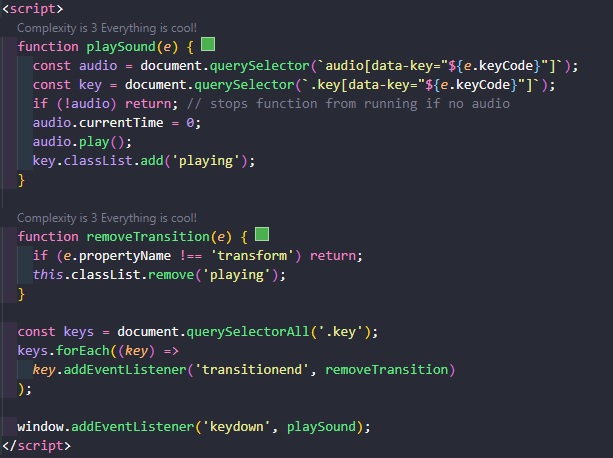 <script>
Complexity is 3 Everything is cool!
function playSound(e) {
const audio = document.querySelector(`audio[data-key="${e.keyCode}"]`);
const key = document.querySelector(`.key[data-key="${e.keyCode}"]`);
if (!audio) return; // stops function from running if no audio
audio.currentTime = 0;
audio.play();
key.classList.add('playing');
}
Complexity is 3 Everything is cool!
function removeTransition(e) {
if (e.propertyName !== 'transform') return;
this.classList.remove('playing');
}
const keys = document.querySelectorAll('.key');
keys.forEach((key) =>
key.addEventListener('transitionend', removeTransition)
);
window.addEventListener('keydown', playSound);
</script>